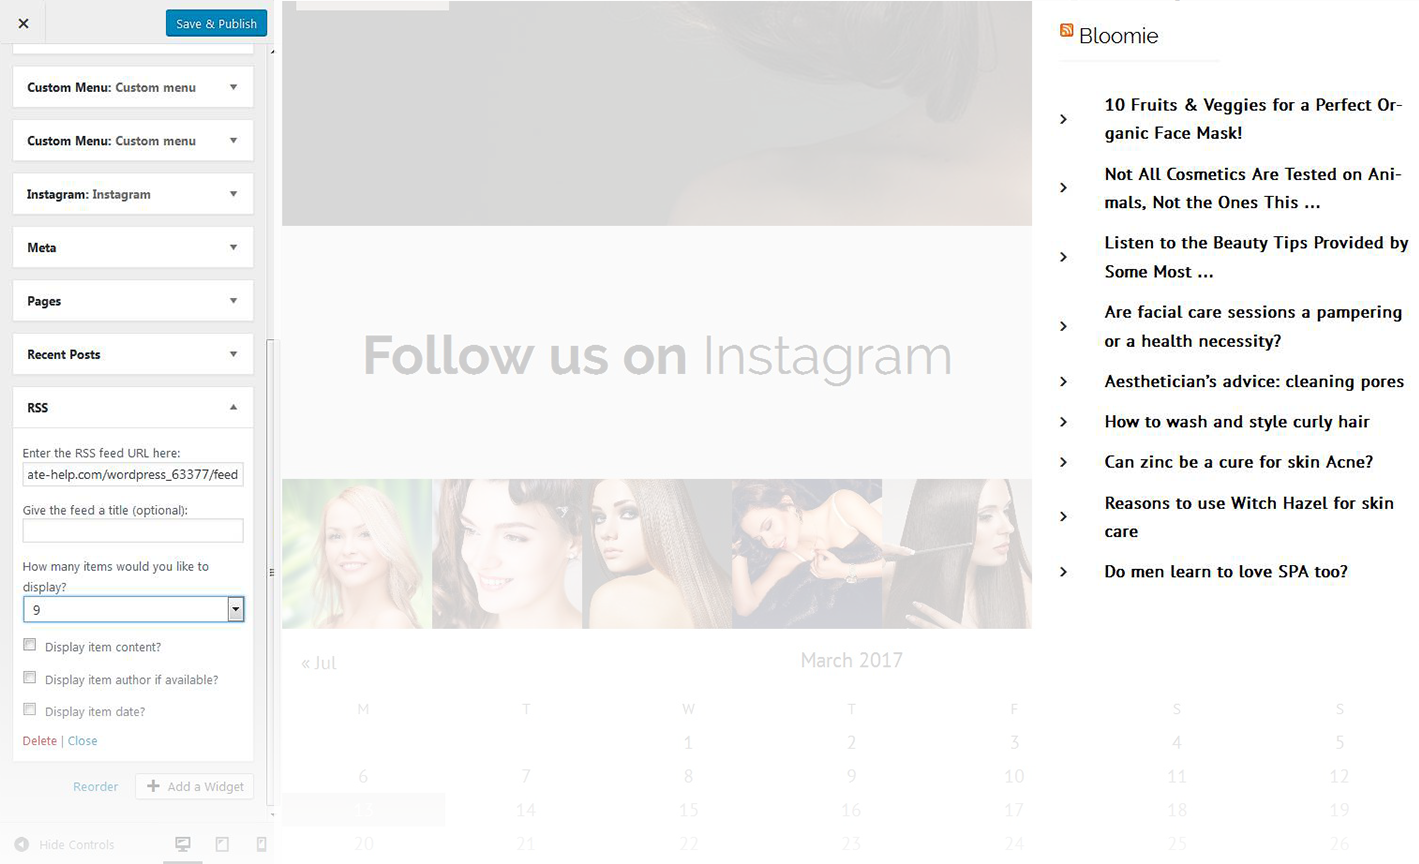 Save & Publish
Custom Menu: Custom menu
Custom Menu: Custom menu
Instagram: Instagram
Meta
Pages
Recent Posts
RSS
Enter the RSS feed URL here:
ate-help.com/wordpress_63377/feed
Give the feed a title (optional):
How many items would you like to
display?
9
Display item content?
Display item author if available?
Display item date?
Delete | Close
Reorder
Add a Widget
Hide Controls
Follow us on Instagram
« Jul
March 2017
M T W T F S S
1 2 3 4 5
6 7 8 9 10 11 12
13 14 15 16 17 18 19
20 21 22 23 24 25 26
Bloomie
10 Fruits & Veggies for a Perfect Or-
ganic Face Mask!
Not All Cosmetics Are Tested on Ani-
mals, Not the Ones This ...
Listen to the Beauty Tips Provided by
Some Most ...
Are facial care sessions a pampering
or a health necessity?
Aesthetician’s advice: cleaning pores
How to wash and style curly hair
Can zinc be a cure for skin Acne?
Reasons to use Witch Hazel for skin
care
Do men learn to love SPA too?